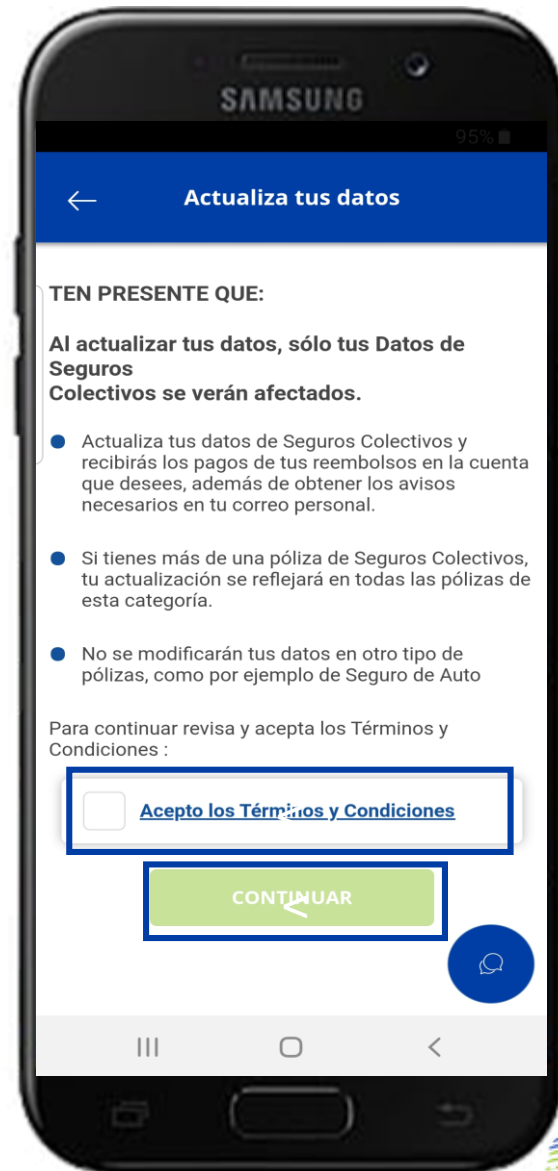 SAMSUNG
95%
Actualiza tus datos
TEN PRESENTE QUE:
Al actualizar tus datos, sólo tus Datos de
Seguros
Colectivos se verán afectados.
Actualiza tus datos de Seguros Colectivos y
recibirás los pagos de tus reembolsos en la cuenta
que desees, además de obtener los avisos
necesarios en tu correo personal.
Si tienes más de una póliza de Seguros Colectivos,
tu actualización se reflejará en todas las pólizas de
esta categoría.
No se modificarán tus datos en otro tipo de
pólizas, como por ejemplo de Seguro de Auto
Para continuar revisa y acepta los Términos y
Condiciones :
Acepto los Términos y Condiciones
CONTINUAR